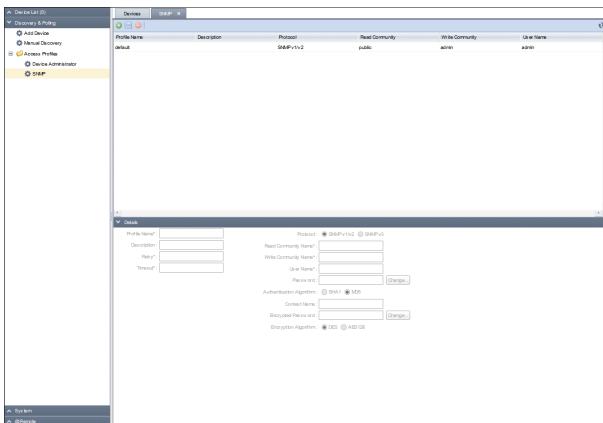 Device List (0)
Discovery & Polling
Add Device
Manual Discovery
Access Profiles
Device Administrator
SNMP
System
@Remote
Devices
SNMP
Profile Name Description Protocol Read Community Write Community User Name
default SNMPv1/v2 public admin admin
Details
Profile Name*
Description
Retry*
Timeout*
Protocol: SNMPv1/v2 SNMPv3
Read Community Name*
Write Community Name*
User Name*
Password Change...
Authentication Algorithm: SHA1 MD5
Context Name
Encrypted Password Change...
Encryption Algorithm: DES AES128